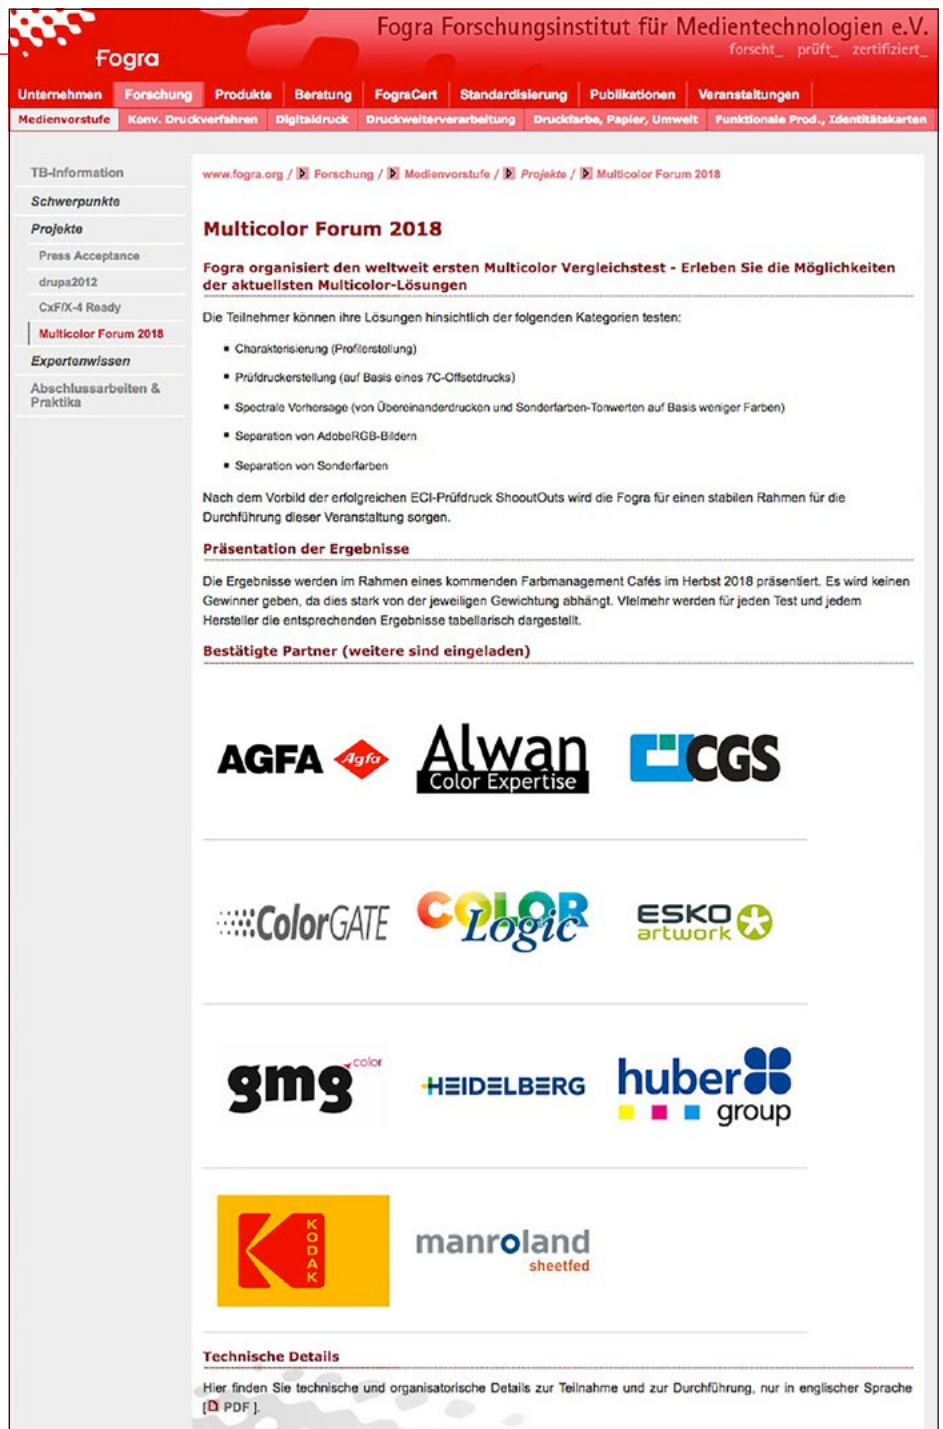 Fogra Forschungsinstitut für Medientechnologien e.V.
forscht_ prüft_ zertifiziert_
Fogra
Unternehmen Forschung Produkte Beratung FograCert Standardisierung Publikationen Veranstaltungen
Medienvorstufe Konv. Druckverfahren Digitaldruck Druckweiterverarbeitung Druckfarbe, Papier, Umwelt Funktionale Prod., Identitätskarten
TB-Information
Schwerpunkte
Projekte
Press Acceptance
drupa2012
CxF/X-4 Ready
Multicolor Forum 2018
Expertenwissen
Abschlussarbeiten &
Praktika
www.fogra.org / Forschung / Medienvorstufe / Projekte / Multicolor Forum 2018
Multicolor Forum 2018
Fogra organisiert den weltweit ersten Multicolor Vergleichstest - Erleben Sie die Möglichkeiten
der aktuellsten Multicolor-Lösungen
Die Teilnehmer können ihre Lösungen hinsichtlich der folgenden Kategorien testen:
▪ Charakterisierung (Profilerstellung)
▪ Prüfdruckerstellung (auf Basis eines 7C-Offsetdrucks)
▪ Spectrale Vorhersage (von Übereinanderdrucken und Sonderfarben-Tonwerten auf Basis weniger Farben)
▪ Separation von AdobeRGB-Bildern
▪ Separation von Sonderfarben
Nach dem Vorbild der erfolgreichen ECI-Prüfdruck ShooutOuts wird die Fogra für einen stabilen Rahmen für die
Durchführung dieser Veranstaltung sorgen.
Präsentation der Ergebnisse
Die Ergebnisse werden im Rahmen eines kommenden Farbmanagement Cafés im Herbst 2018 präsentiert. Es wird keinen
Gewinner geben, da dies stark von der jeweiligen Gewichtung abhängt. Vielmehr werden für jeden Test und jedem
Hersteller die entsprechenden Ergebnisse tabellarisch dargestellt.
Bestätigte Partner (weitere sind eingeladen)
AGFA Agfa
Alwan
Color Expertise
CGS
ColorGATE
COLOR
Logic
ESKO
artwork
gmg color
HEIDELBERG
huber
group
KODAK
manroland
sheetfed
Technische Details
Hier finden Sie technische und organisatorische Details zur Teilnahme und zur Durchführung, nur in englischer Sprache
[ PDF ].